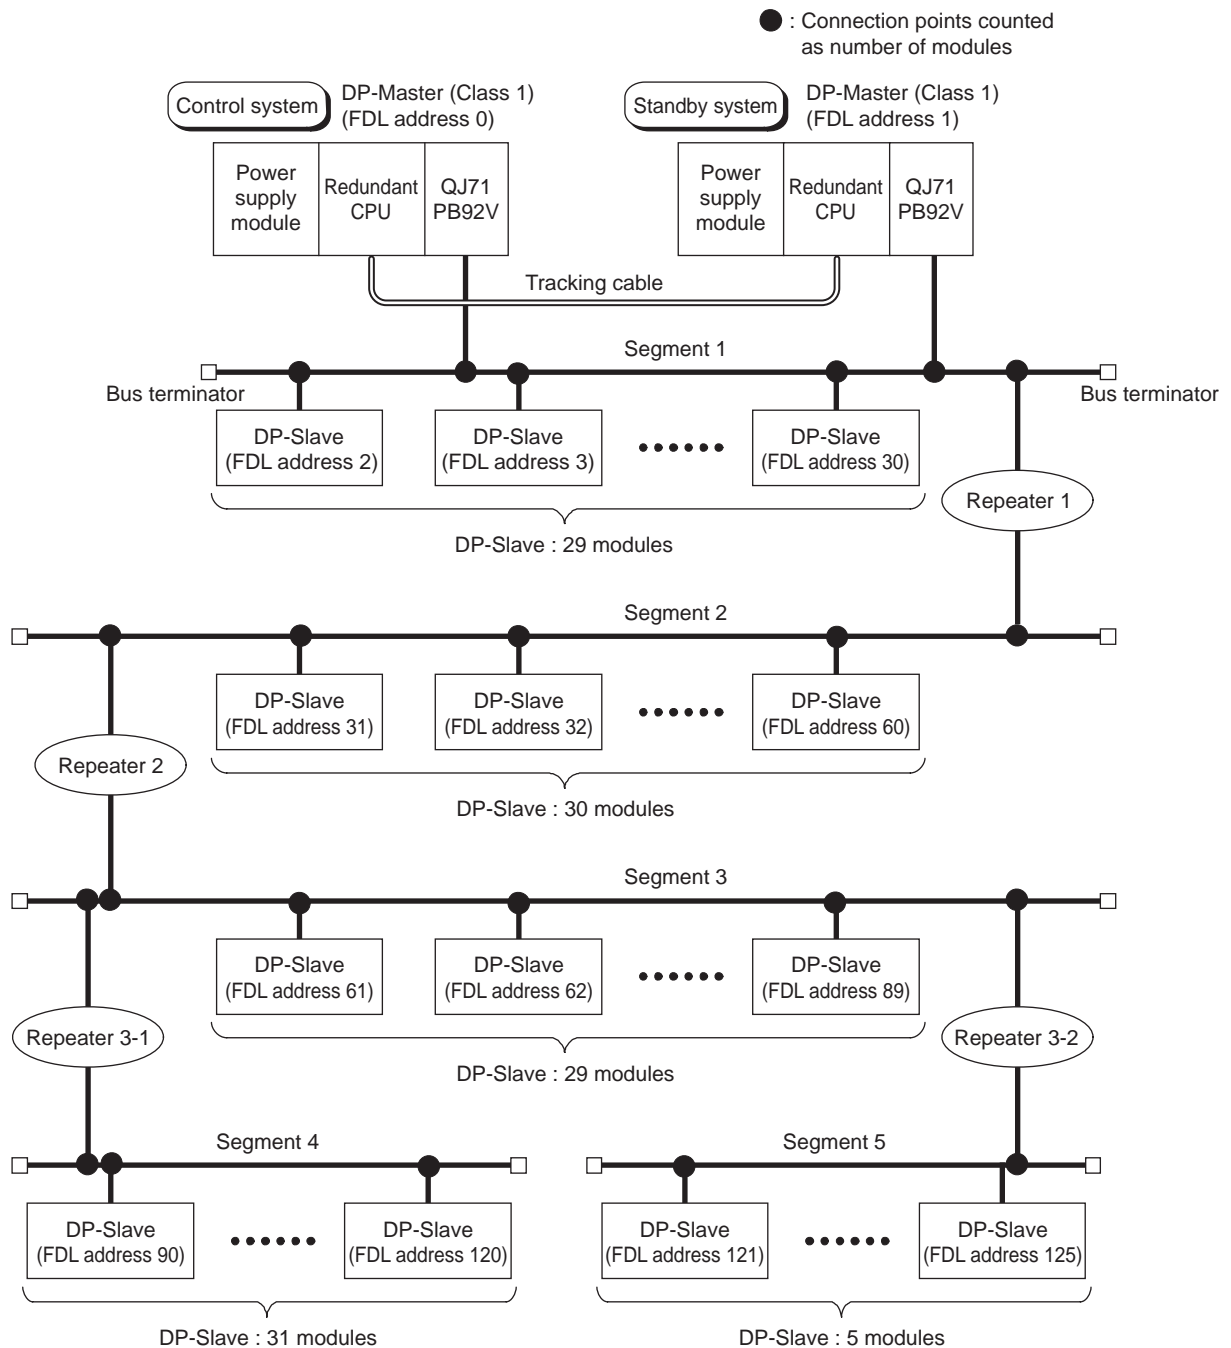 : Connection points counted
as number of modules
Control system
DP-Master (Class 1)
(FDL address 0)
Standby system
DP-Master (Class 1)
(FDL address 1)
Power
supply
module
Redundant
CPU
QJ71
PB92V
Power
supply
module
Redundant
CPU
QJ71
PB92V
Tracking cable
Segment 1
Bus terminator
Bus terminator
DP-Slave
(FDL address 2)
DP-Slave
(FDL address 3)
DP-Slave
(FDL address 30)
Repeater 1
DP-Slave : 29 modules
Segment 2
DP-Slave
(FDL address 31)
DP-Slave
(FDL address 32)
DP-Slave
(FDL address 60)
Repeater 2
DP-Slave : 30 modules
Segment 3
DP-Slave
(FDL address 61)
DP-Slave
(FDL address 62)
DP-Slave
(FDL address 89)
Repeater 3-1
Repeater 3-2
DP-Slave : 29 modules
Segment 4
Segment 5
DP-Slave
(FDL address 90)
DP-Slave
(FDL address 120)
DP-Slave
(FDL address 121)
DP-Slave
(FDL address 125)
DP-Slave : 31 modules
DP-Slave : 5 modules